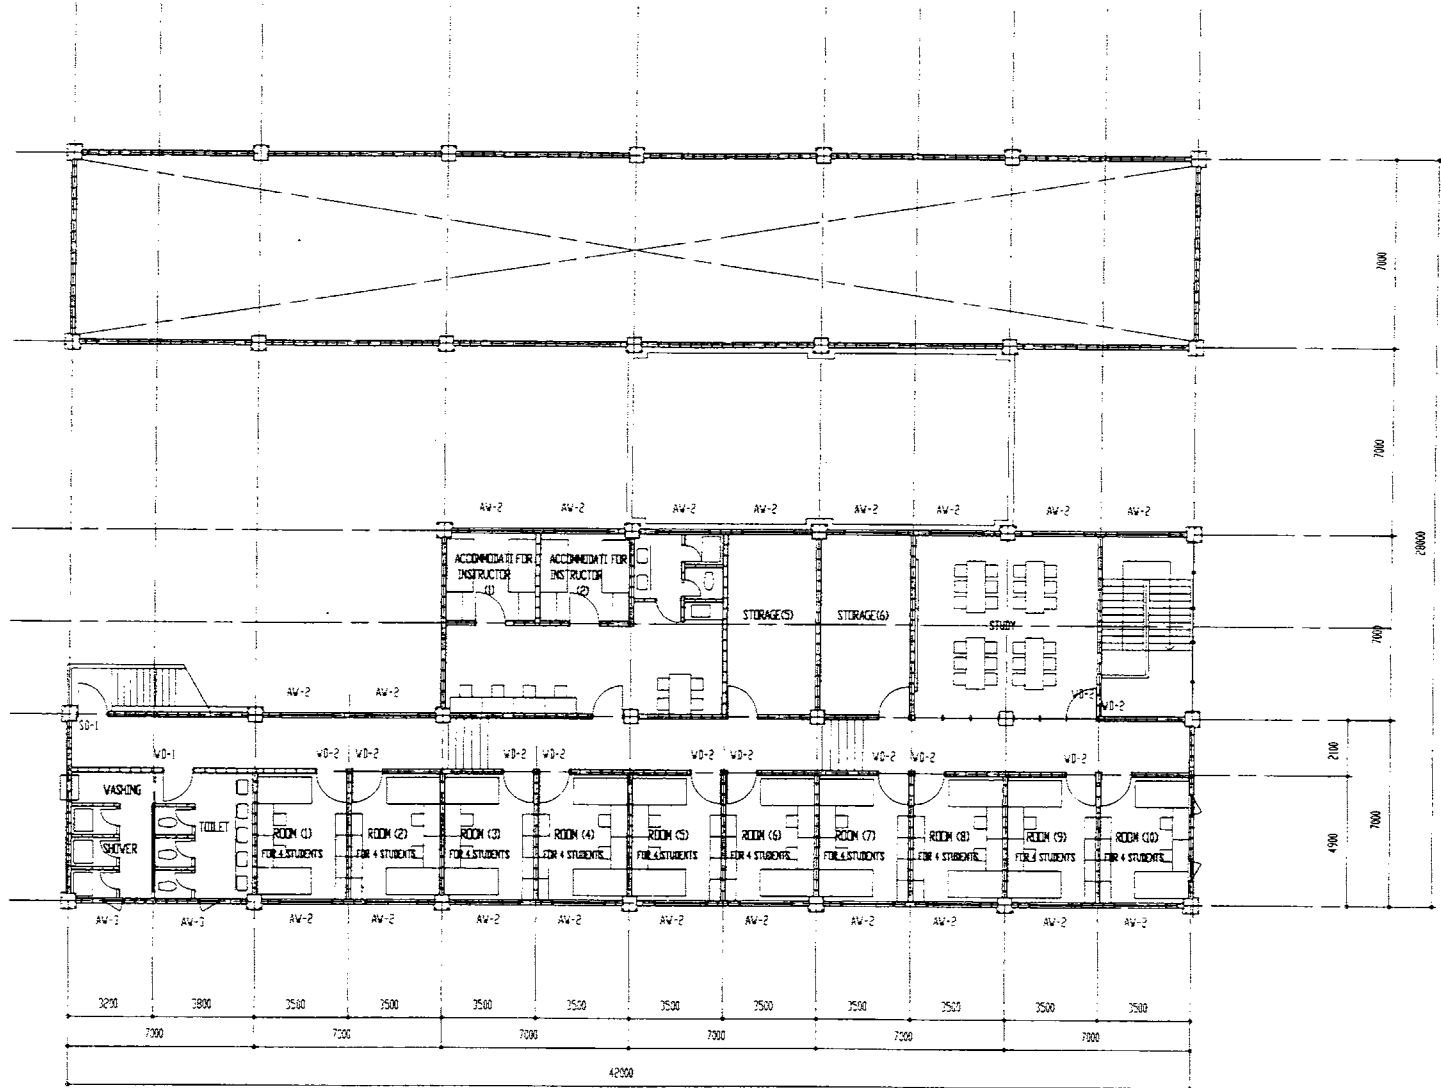 7000
7000
28000
AW-2 AW-2 AW-2 AW-2 AW-2 AW-2 AW-2 AW-2
ACCOMMODATI FOR INSTRUCTOR (1)
ACCOMMODATI FOR INSTRUCTOR (2)
STORAGE(5)
STORAGE(6)
STUDY
7000
AW-2 AW-2
WD-2
WD-2
SD-1
WD-1
WD-2 WD-2 WD-2 WD-2 WD-2 WD-2 WD-2 WD-2 WD-2
2100
WASHING
SHOWER
TOILET
ROOM (1)
FOR 4 STUDENTS
ROOM (2)
FOR 4 STUDENTS
ROOM (3)
FOR 4 STUDENTS
ROOM (4)
FOR 4 STUDENTS
ROOM (5)
FOR 4 STUDENTS
ROOM (6)
FOR 4 STUDENTS
ROOM (7)
FOR 4 STUDENTS
ROOM (8)
FOR 4 STUDENTS
ROOM (9)
FOR 4 STUDENTS
ROOM (10)
FOR 4 STUDENTS
4900
7000
AW-3 AW-3 AW-2 AW-2 AW-2 AW-2 AW-2 AW-2 AW-2 AW-2 AW-2 AW-2
3200 3800 3500 3500 3500 3500 3500 3500 3500 3500 3500 3500
7000 7000 7000 7000 7000 7000
42000